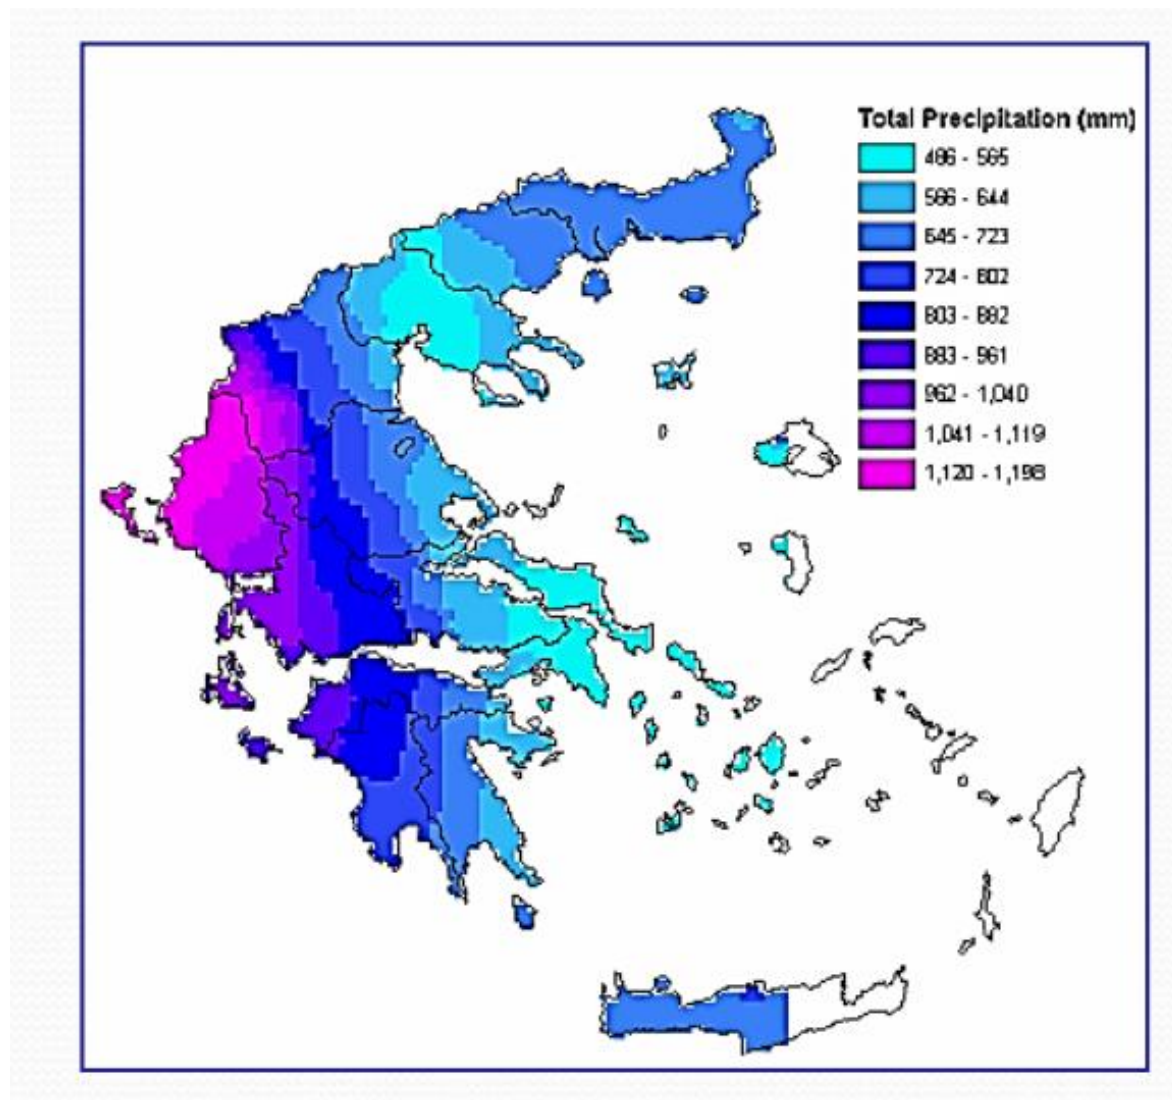 Total Precipitation (mm)
486 - 565
566 - 644
645 - 723
724 - 802
803 - 882
883 - 961
962 - 1,040
1,041 - 1,119
1,120 - 1,198